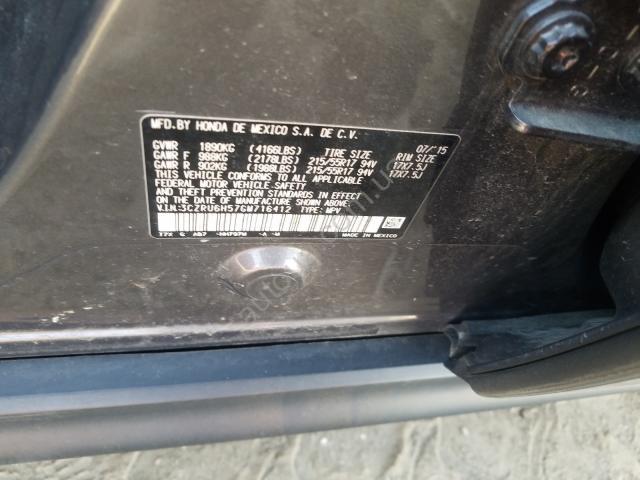 MFD.BY HONDA DE MEXICO S.A. DE C.V.
07/15
GVWR 1890KG (4166LBS) TIRE SIZE RIM SIZE
GAWR F 988KG (2178LBS) 215/55R17 94V 17X7.5J
GAWR R 902KG (1988LBS) 215/55R17 94V 17X7.5J
THIS VEHICLE CONFORMS TO ALL APPLICABLE
FEDERAL MOTOR VEHICLE SAFETY, BUMPER,
AND THEFT PREVENTION STANDARDS IN EFFECT
ON THE DATE OF MANUFACTURE SHOWN ABOVE.
V.I.N:3CZRU6H57GM716412 TYPE: MPV
MADE IN MEXICO